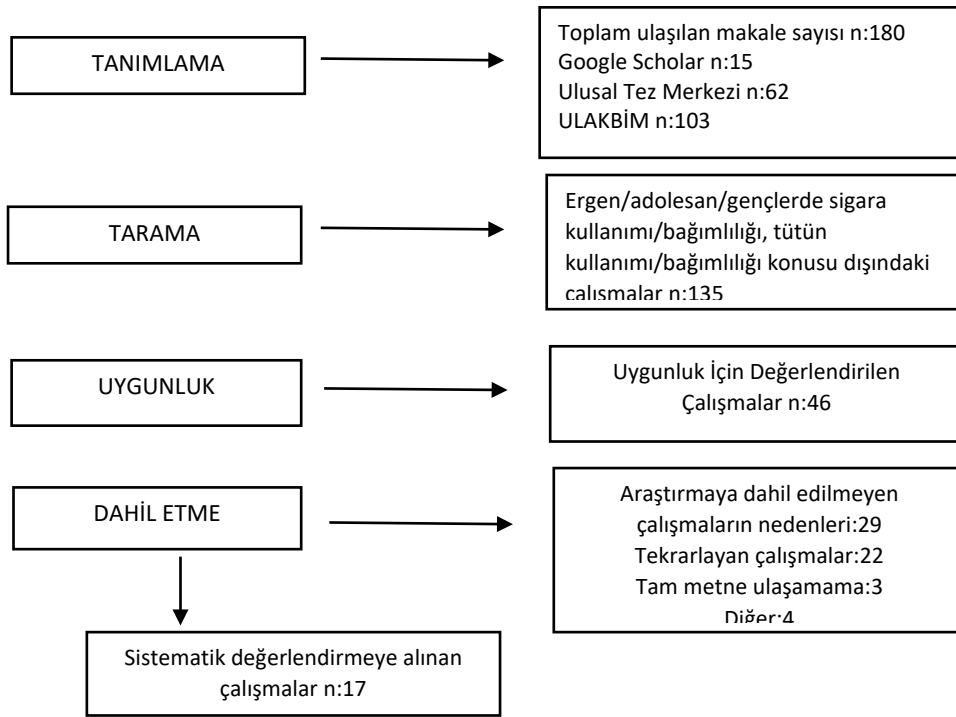 TANIMLAMA
Toplam ulaşılan makale sayısı n:180
Google Scholar n:15
Ulusal Tez Merkezi n:62
ULAKBİM n:103
TARAMA
Ergen/adolesan/gençlerde sigara
kullanımı/bağımlılığı, tütün
kullanımı/bağımlılığı konusu dışındaki
çalışmalar n:135
UYGUNLUK
Uygunluk İçin Değerlendirilen
Çalışmalar n:46
DAHİL ETME
Araştırmaya dahil edilmeyen
çalışmaların nedenleri:29
Tekrarlayan çalışmalar:22
Tam metne ulaşamama:3
Diğer:4
Sistematik değerlendirmeye alınan
çalışmalar n:17